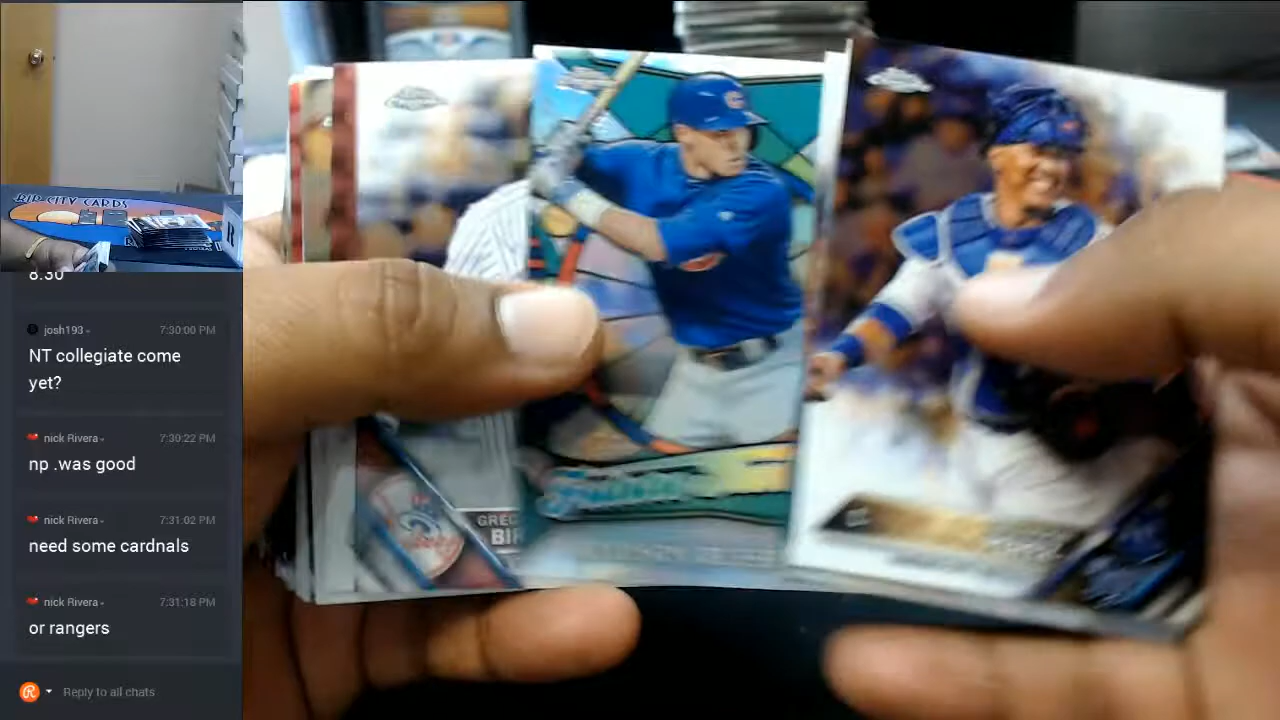 RIP CITY CARDS
R
8:30
josh193
7:30:00 PM
NT collegiate come
yet?
nick Rivera
7:30:22 PM
np .was good
nick Rivera
7:31:02 PM
need some cardnals
nick Rivera
7:31:18 PM
or rangers
Reply to all chats
GREG
BIR
C